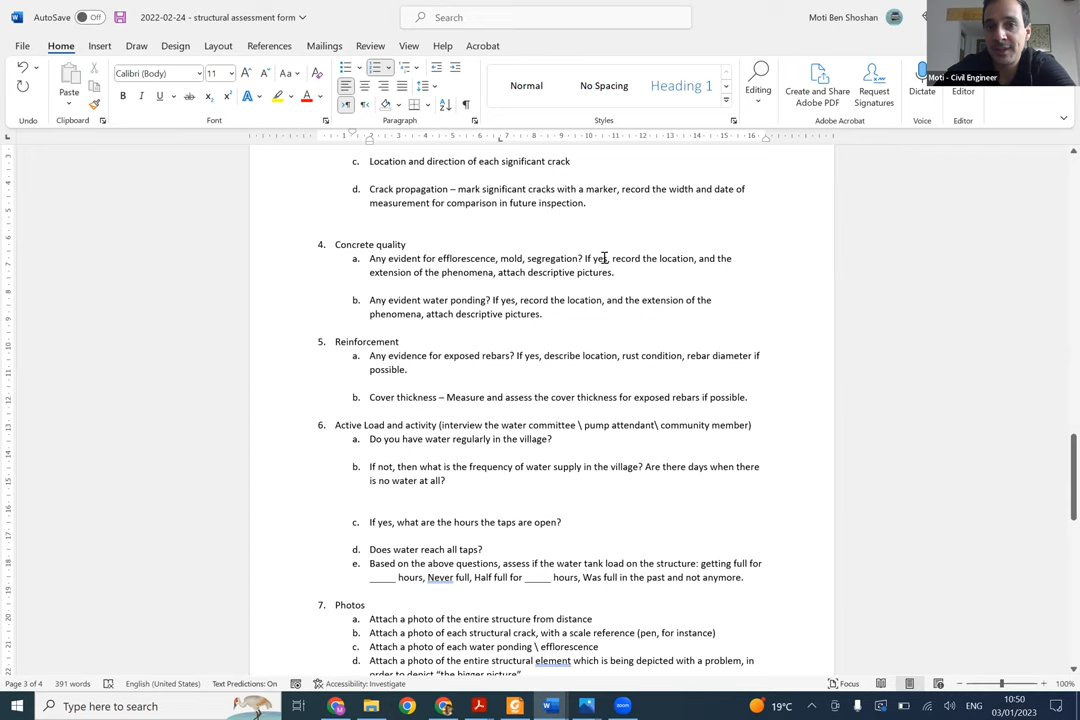 AutoSave Off 2022-02-24 - structural assessment form Search Moti Ben Shoshan
File Home Insert Draw Design Layout References Mailings Review View Help Acrobat
Moti - Civil Engineer
Paste Calibri (Body) 11 Aa
Normal No Spacing Heading 1
Editing Create and Share Adobe PDF Request Signatures Dictate Editor
Undo Clipboard Font Paragraph Styles Adobe Acrobat Voice Editor
c. Location and direction of each significant crack
d. Crack propagation – mark significant cracks with a marker, record the width and date of
measurement for comparison in future inspection.
4. Concrete quality
a. Any evident for efflorescence, mold, segregation? If yes, record the location, and the
extension of the phenomena, attach descriptive pictures.
b. Any evident water ponding? If yes, record the location, and the extension of the
phenomena, attach descriptive pictures.
5. Reinforcement
a. Any evidence for exposed rebars? If yes, describe location, rust condition, rebar diameter if
possible.
b. Cover thickness – Measure and assess the cover thickness for exposed rebars if possible.
6. Active Load and activity (interview the water committee \ pump attendant\ community member)
a. Do you have water regularly in the village?
b. If not, then what is the frequency of water supply in the village? Are there days when there
is no water at all?
c. If yes, what are the hours the taps are open?
d. Does water reach all taps?
e. Based on the above questions, assess if the water tank load on the structure: getting full for
_____ hours, Never full, Half full for _____ hours, Was full in the past and not anymore.
7. Photos
a. Attach a photo of the entire structure from distance
b. Attach a photo of each structural crack, with a scale reference (pen, for instance)
c. Attach a photo of each water ponding \ efflorescence
d. Attach a photo of the entire structural element which is being depicted with a problem, in
order to depict "the bigger picture"
Page 3 of 4 391 words English (United States) Text Predictions: On Accessibility: Investigate Focus 100%
Type here to search zoom 19°C ENG 10:50
03/01/2023